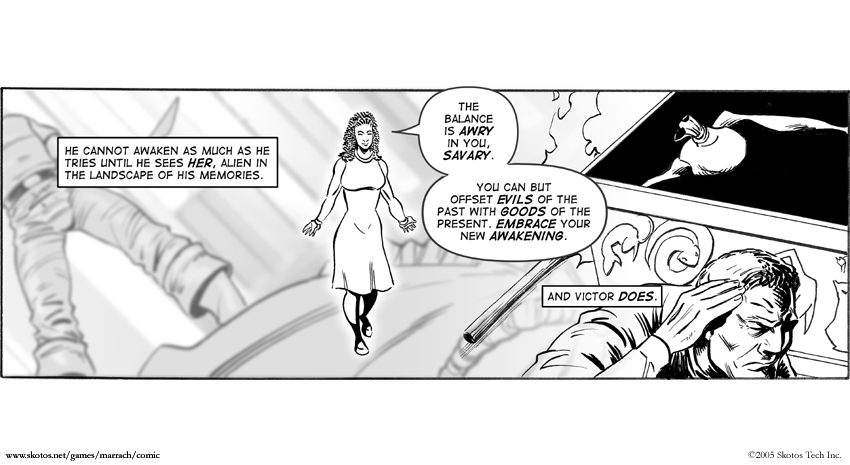 HE CANNOT AWAKEN AS MUCH AS HE
TRIES UNTIL HE SEES HER, ALIEN IN
THE LANDSCAPE OF HIS MEMORIES.
THE
BALANCE
IS AWRY
IN YOU,
SAVARY.
YOU CAN BUT
OFFSET EVILS OF THE
PAST WITH GOODS OF THE
PRESENT. EMBRACE YOUR
NEW AWAKENING.
AND VICTOR DOES.
www.skotos.net/games/marrach/comic
©2005 Skotos Tech Inc.